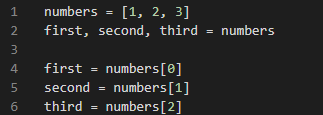 1 numbers = [1, 2, 3]
2 first, second, third = numbers
3
4 first = numbers[0]
5 second = numbers[1]
6 third = numbers[2]